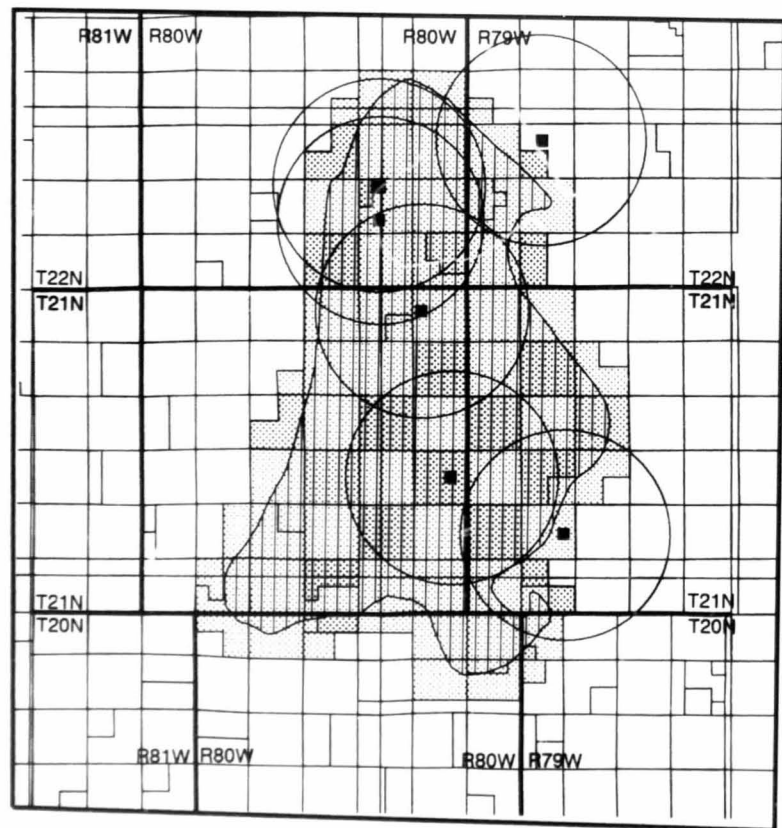 R81W R80W R80W R79W
T22N T22N
T21N T21N
T21N T21N
T20N T20N
R81W R80W R80W R79W